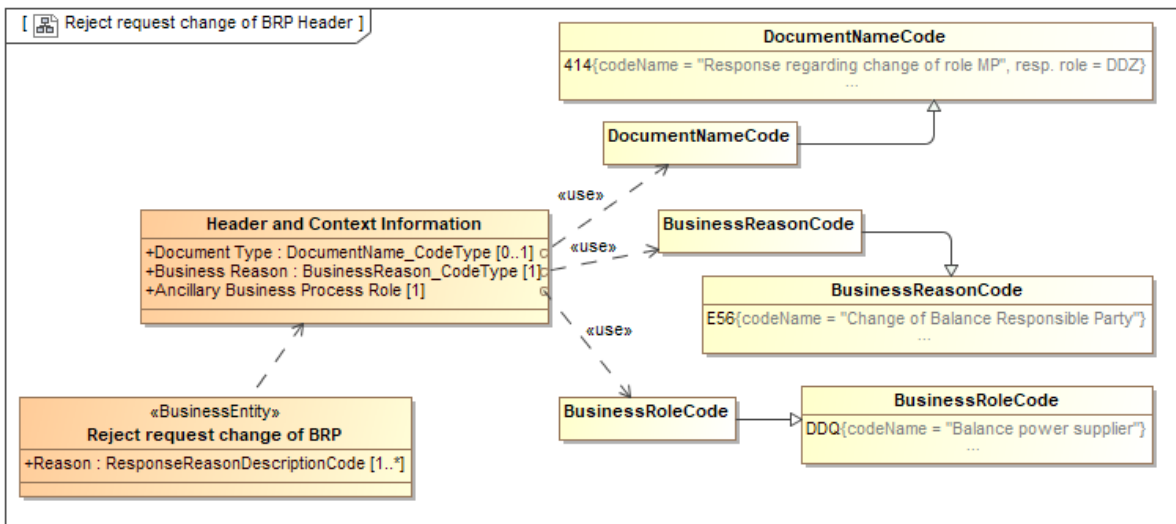 [ Reject request change of BRP Header ]
DocumentNameCode
414{codeName = "Response regarding change of role MP", resp. role = DDZ}
...
DocumentNameCode
«use»
Header and Context Information
+Document Type : DocumentName_CodeType [0..1]
+Business Reason : BusinessReason_CodeType [1]
+Ancillary Business Process Role [1]
«use»
BusinessReasonCode
BusinessReasonCode
E56{codeName = "Change of Balance Responsible Party"}
...
«use»
«BusinessEntity»
Reject request change of BRP
+Reason : ResponseReasonDescriptionCode [1..*]
BusinessRoleCode
BusinessRoleCode
DDQ{codeName = "Balance power supplier"}
...